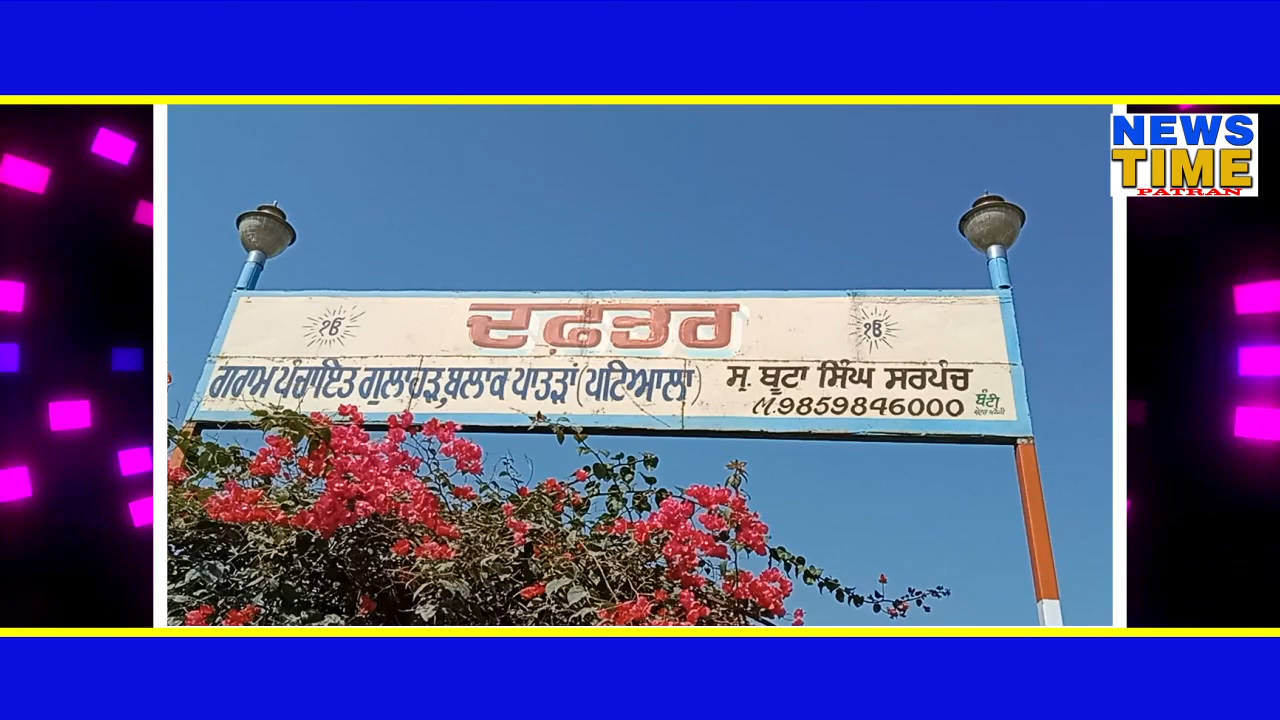 NEWS
TIME
PATRAN
ੴ ਦਫ਼ਤਰ ੴ
ਗਰਾਮ ਪੰਚਾਇਤ ਗੁਲਾਹੜ,ਬਲਾਕ ਪਾਤੜਾਂ (ਪਟਿਆਲਾ)
ਸ੍ਰ. ਬੂਟਾ ਸਿੰਘ ਸਰਪੰਚ
M.9859846000
ਬੰਟੀ